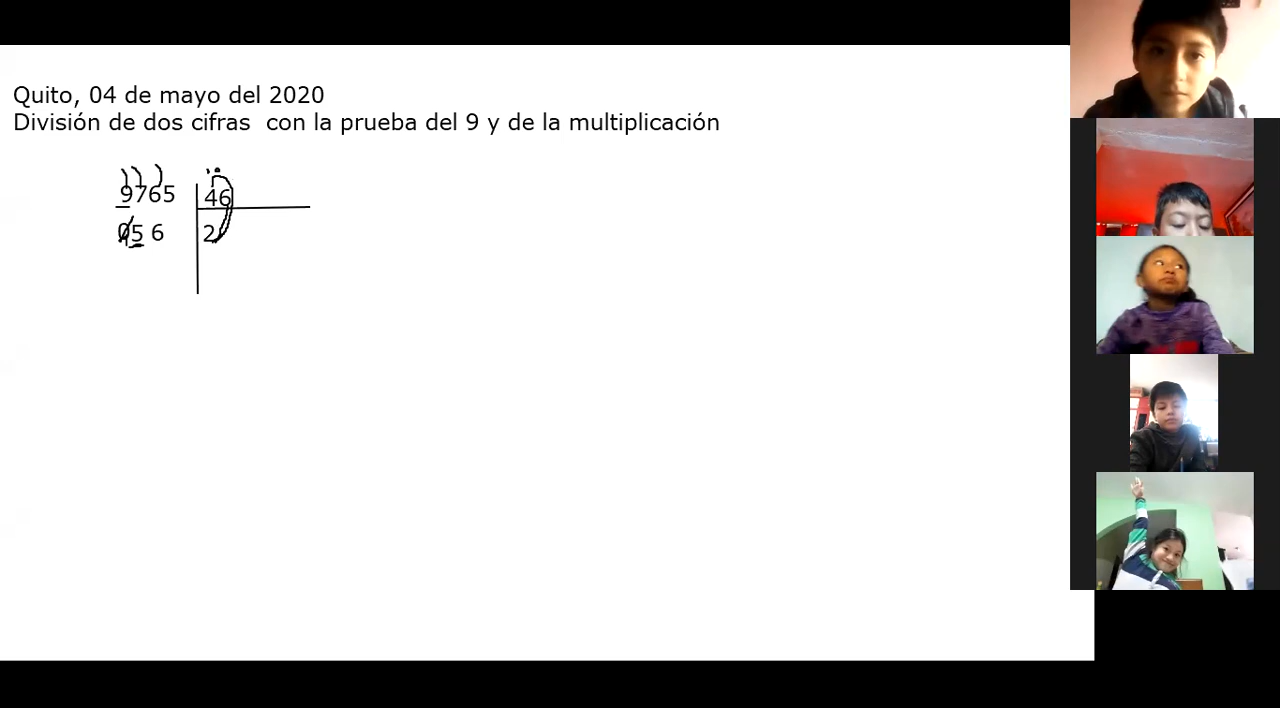 Quito, 04 de mayo del 2020
División de dos cifras con la prueba del 9 y de la multiplicación
9765 46
05 6 2